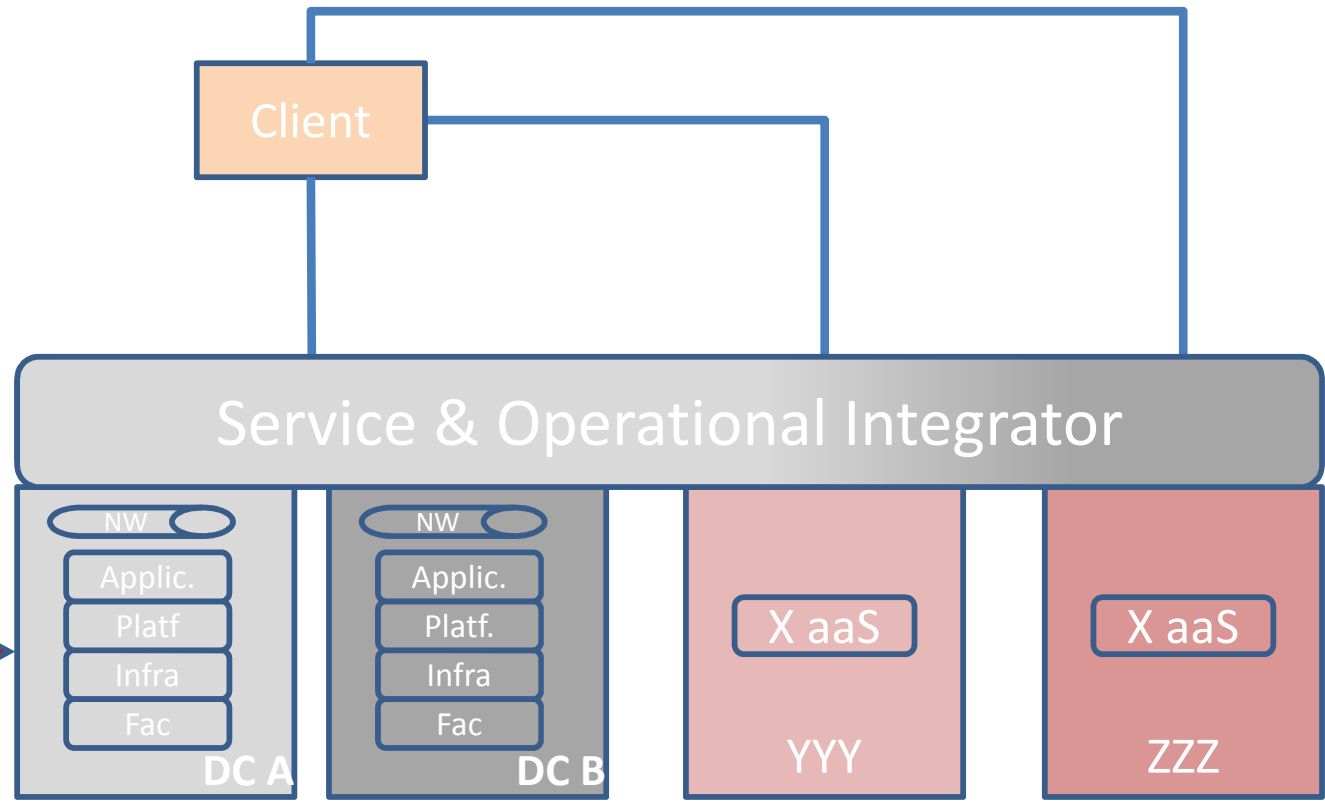 Client
Service & Operational Integrator
NW
Applic.
Platf
Infra
Fac
DC A
NW
Applic.
Platf.
Infra
Fac
DC B
X aaS
YYY
X aaS
ZZZ